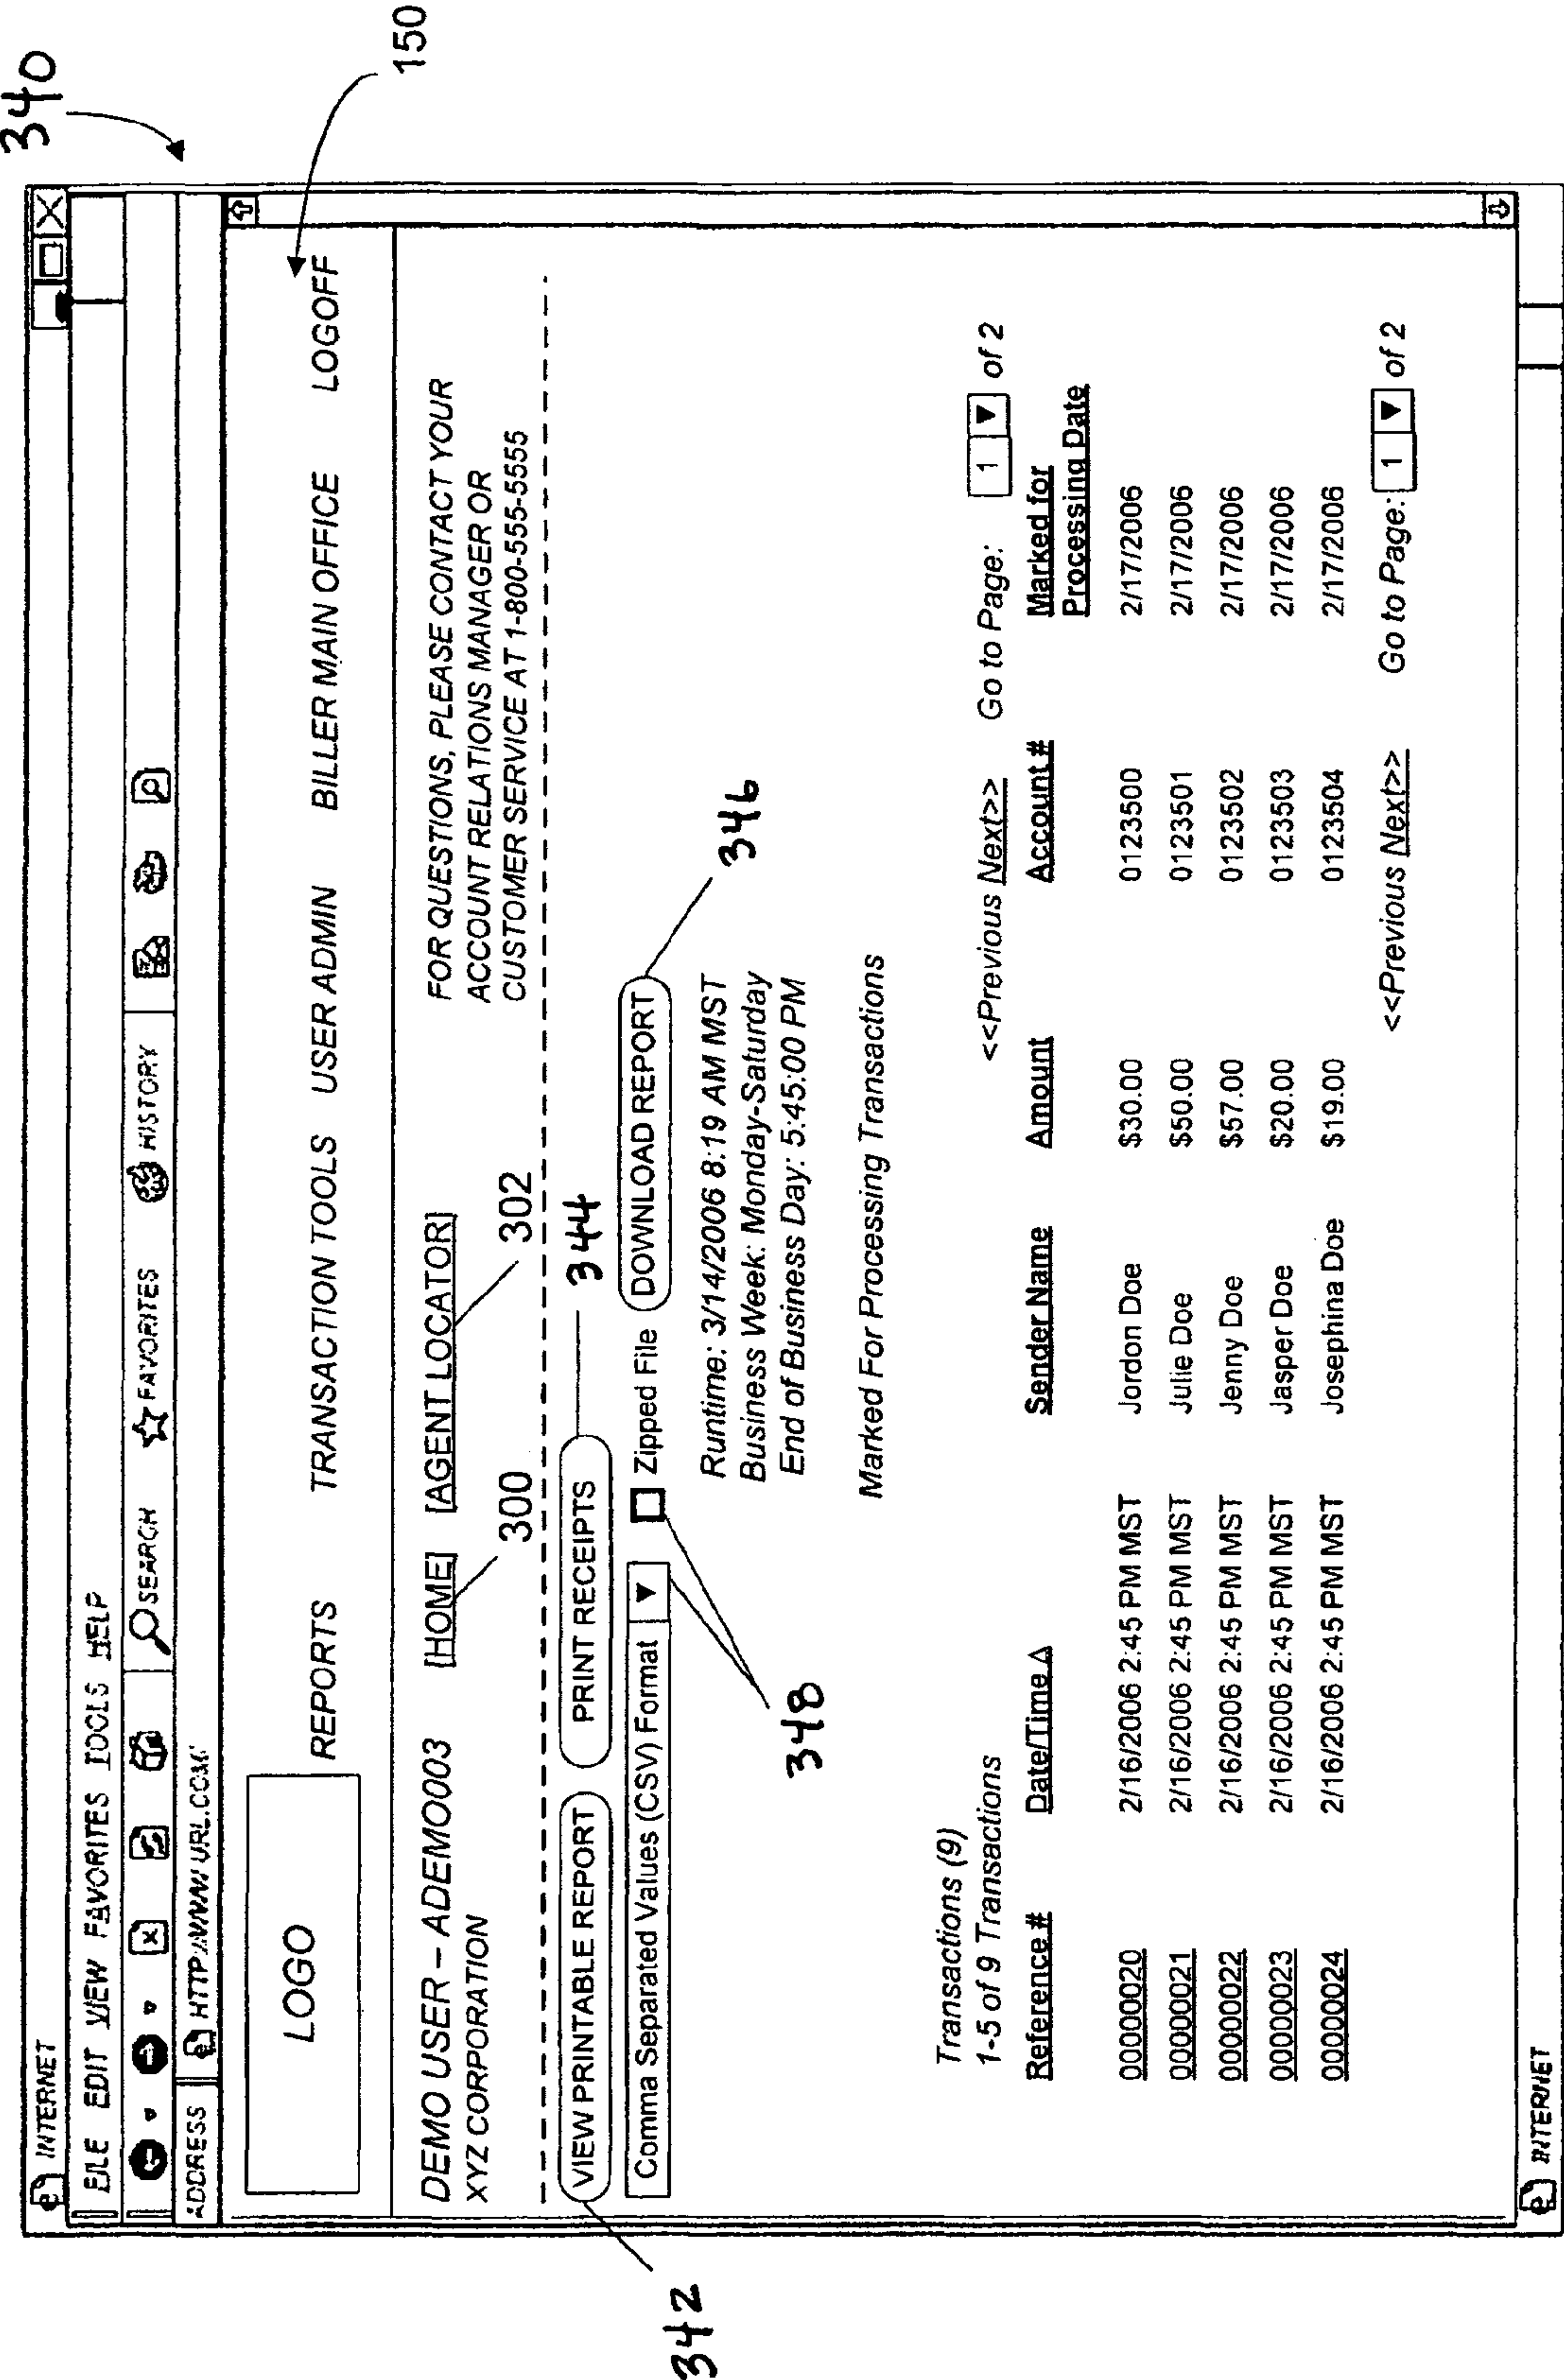 340
150
INTERNET
FILE EDIT VIEW FAVORITES TOOLS HELP
SEARCH FAVORITES HISTORY
ADDRESS HTTP://WWW.URL.COM/
LOGO
REPORTS TRANSACTION TOOLS USER ADMIN BILLER MAIN OFFICE LOGOFF
DEMO USER – ADEMO003 [HOME] [AGENT LOCATOR] FOR QUESTIONS, PLEASE CONTACT YOUR
XYZ CORPORATION ACCOUNT RELATIONS MANAGER OR
300 302 CUSTOMER SERVICE AT 1-800-555-5555
342 VIEW PRINTABLE REPORT PRINT RECEIPTS 344
Comma Separated Values (CSV) Format ▼ Zipped File DOWNLOAD REPORT 346
348
Runtime: 3/14/2006 8:19 AM MST
Business Week: Monday-Saturday
End of Business Day: 5:45:00 PM
Marked For Processing Transactions
Transactions (9)
1-5 of 9 Transactions <<Previous Next>> Go to Page: 1 ▼ of 2
Reference # Date/Time Δ Sender Name Amount Account # Marked for
Processing Date
00000020 2/16/2006 2:45 PM MST Jordon Doe $30.00 0123500 2/17/2006
00000021 2/16/2006 2:45 PM MST Julie Doe $50.00 0123501 2/17/2006
00000022 2/16/2006 2:45 PM MST Jenny Doe $57.00 0123502 2/17/2006
00000023 2/16/2006 2:45 PM MST Jasper Doe $20.00 0123503 2/17/2006
00000024 2/16/2006 2:45 PM MST Josephina Doe $19.00 0123504 2/17/2006
<<Previous Next>> Go to Page: 1 ▼ of 2
INTERNET